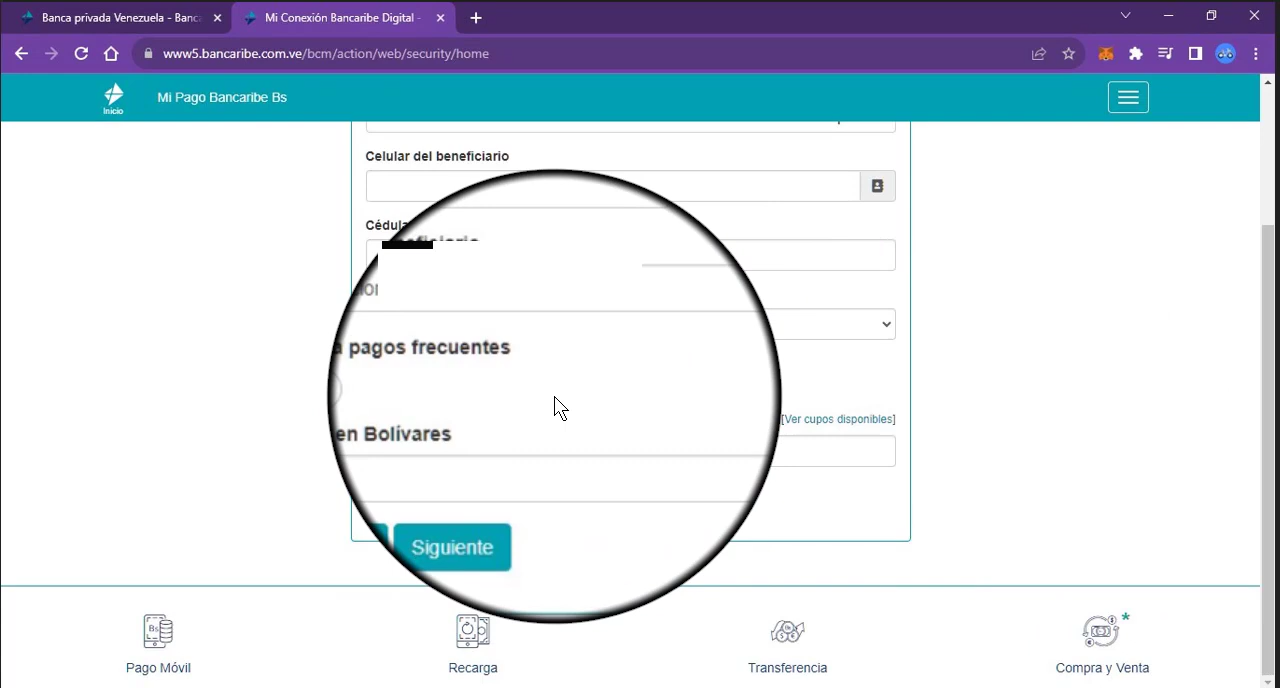 Banca privada Venezuela - Banca
Mi Conexión Bancaribe Digital -
www5.bancaribe.com.ve/bcm/action/web/security/home
Inicio
Mi Pago Bancaribe Bs
Celular del beneficiario
Cédula
pagos frecuentes
[Ver cupos disponibles]
en Bolívares
Siguiente
Pago Móvil
Recarga
Transferencia
Compra y Venta *